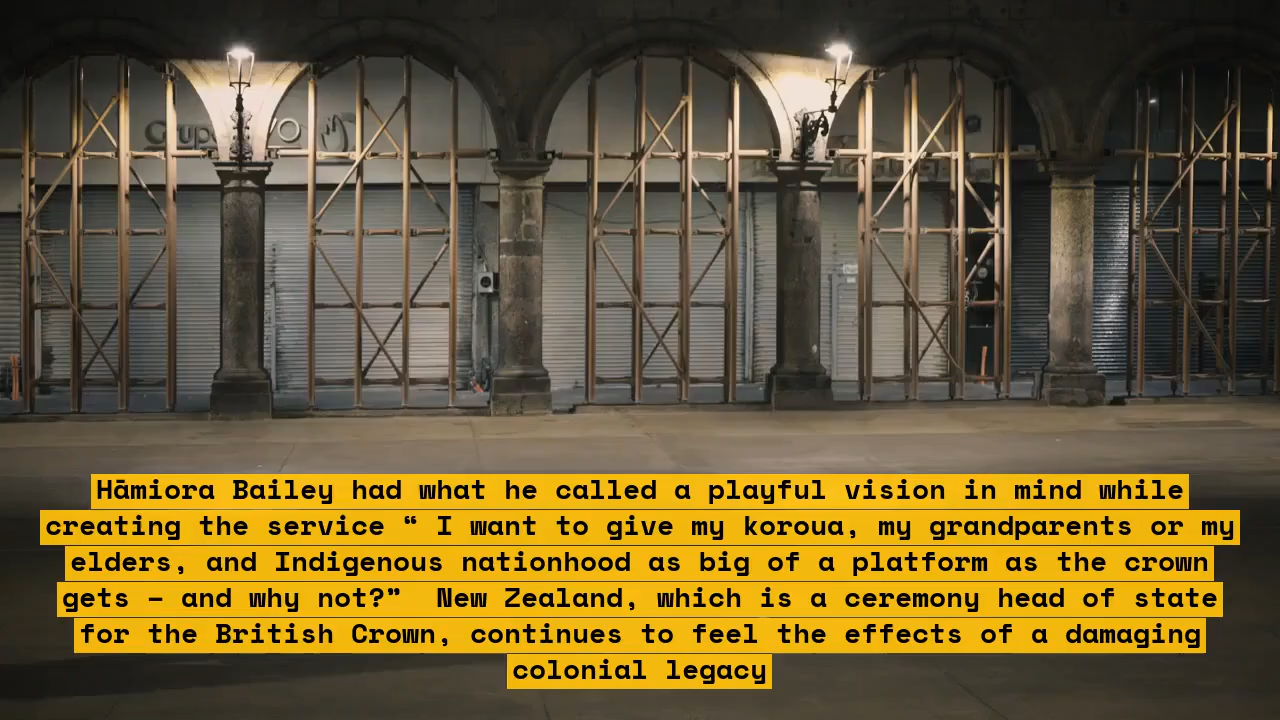 Grupo
Hāmiora Bailey had what he called a playful vision in mind while
creating the service “ I want to give my koroua, my grandparents or my
elders, and Indigenous nationhood as big of a platform as the crown
gets – and why not?”  New Zealand, which is a ceremony head of state
for the British Crown, continues to feel the effects of a damaging
colonial legacy